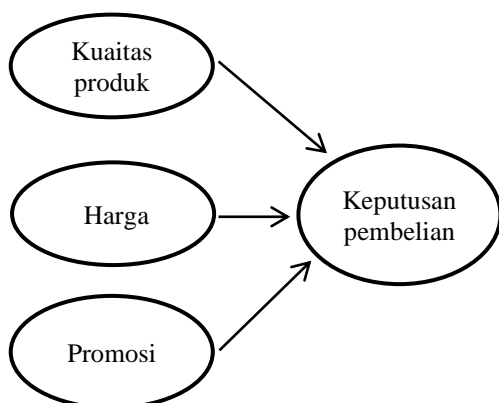 Kuaitas
produk
Harga
Keputusan
pembelian
Promosi